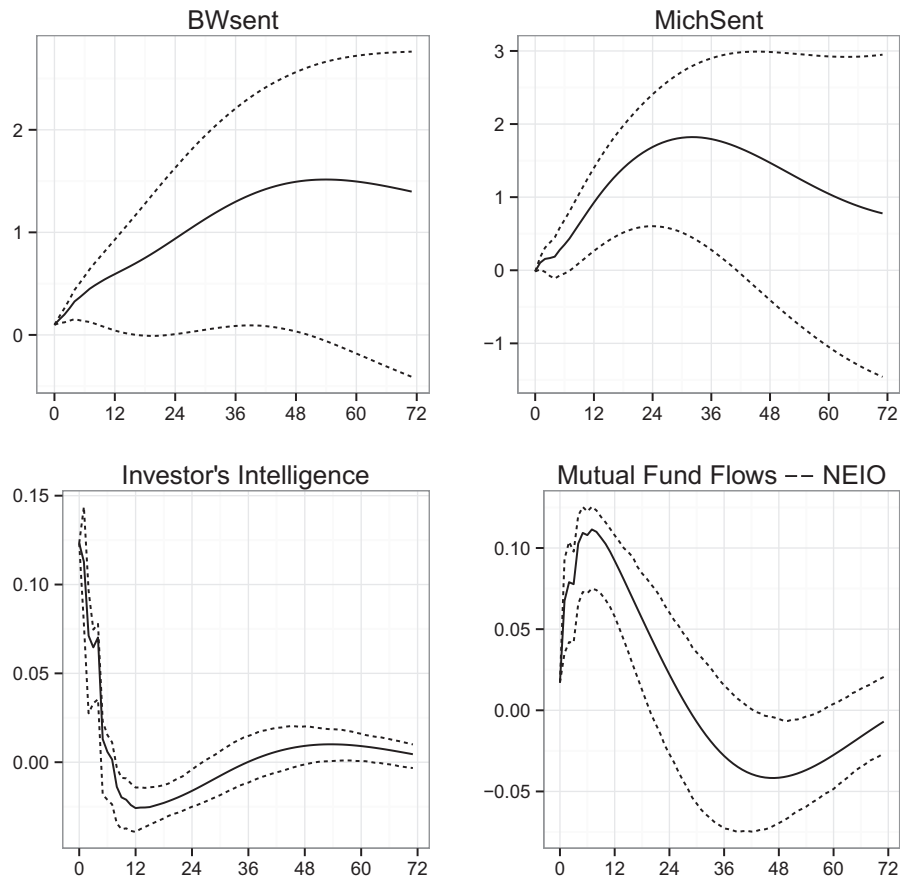 BWsent
2
1
0
0 12 24 36 48 60 72
MichSent
3
2
1
0
−1
0 12 24 36 48 60 72
Investor's Intelligence
0.15
0.10
0.05
0.00
0 12 24 36 48 60 72
Mutual Fund Flows −− NEIO
0.10
0.05
0.00
−0.05
0 12 24 36 48 60 72